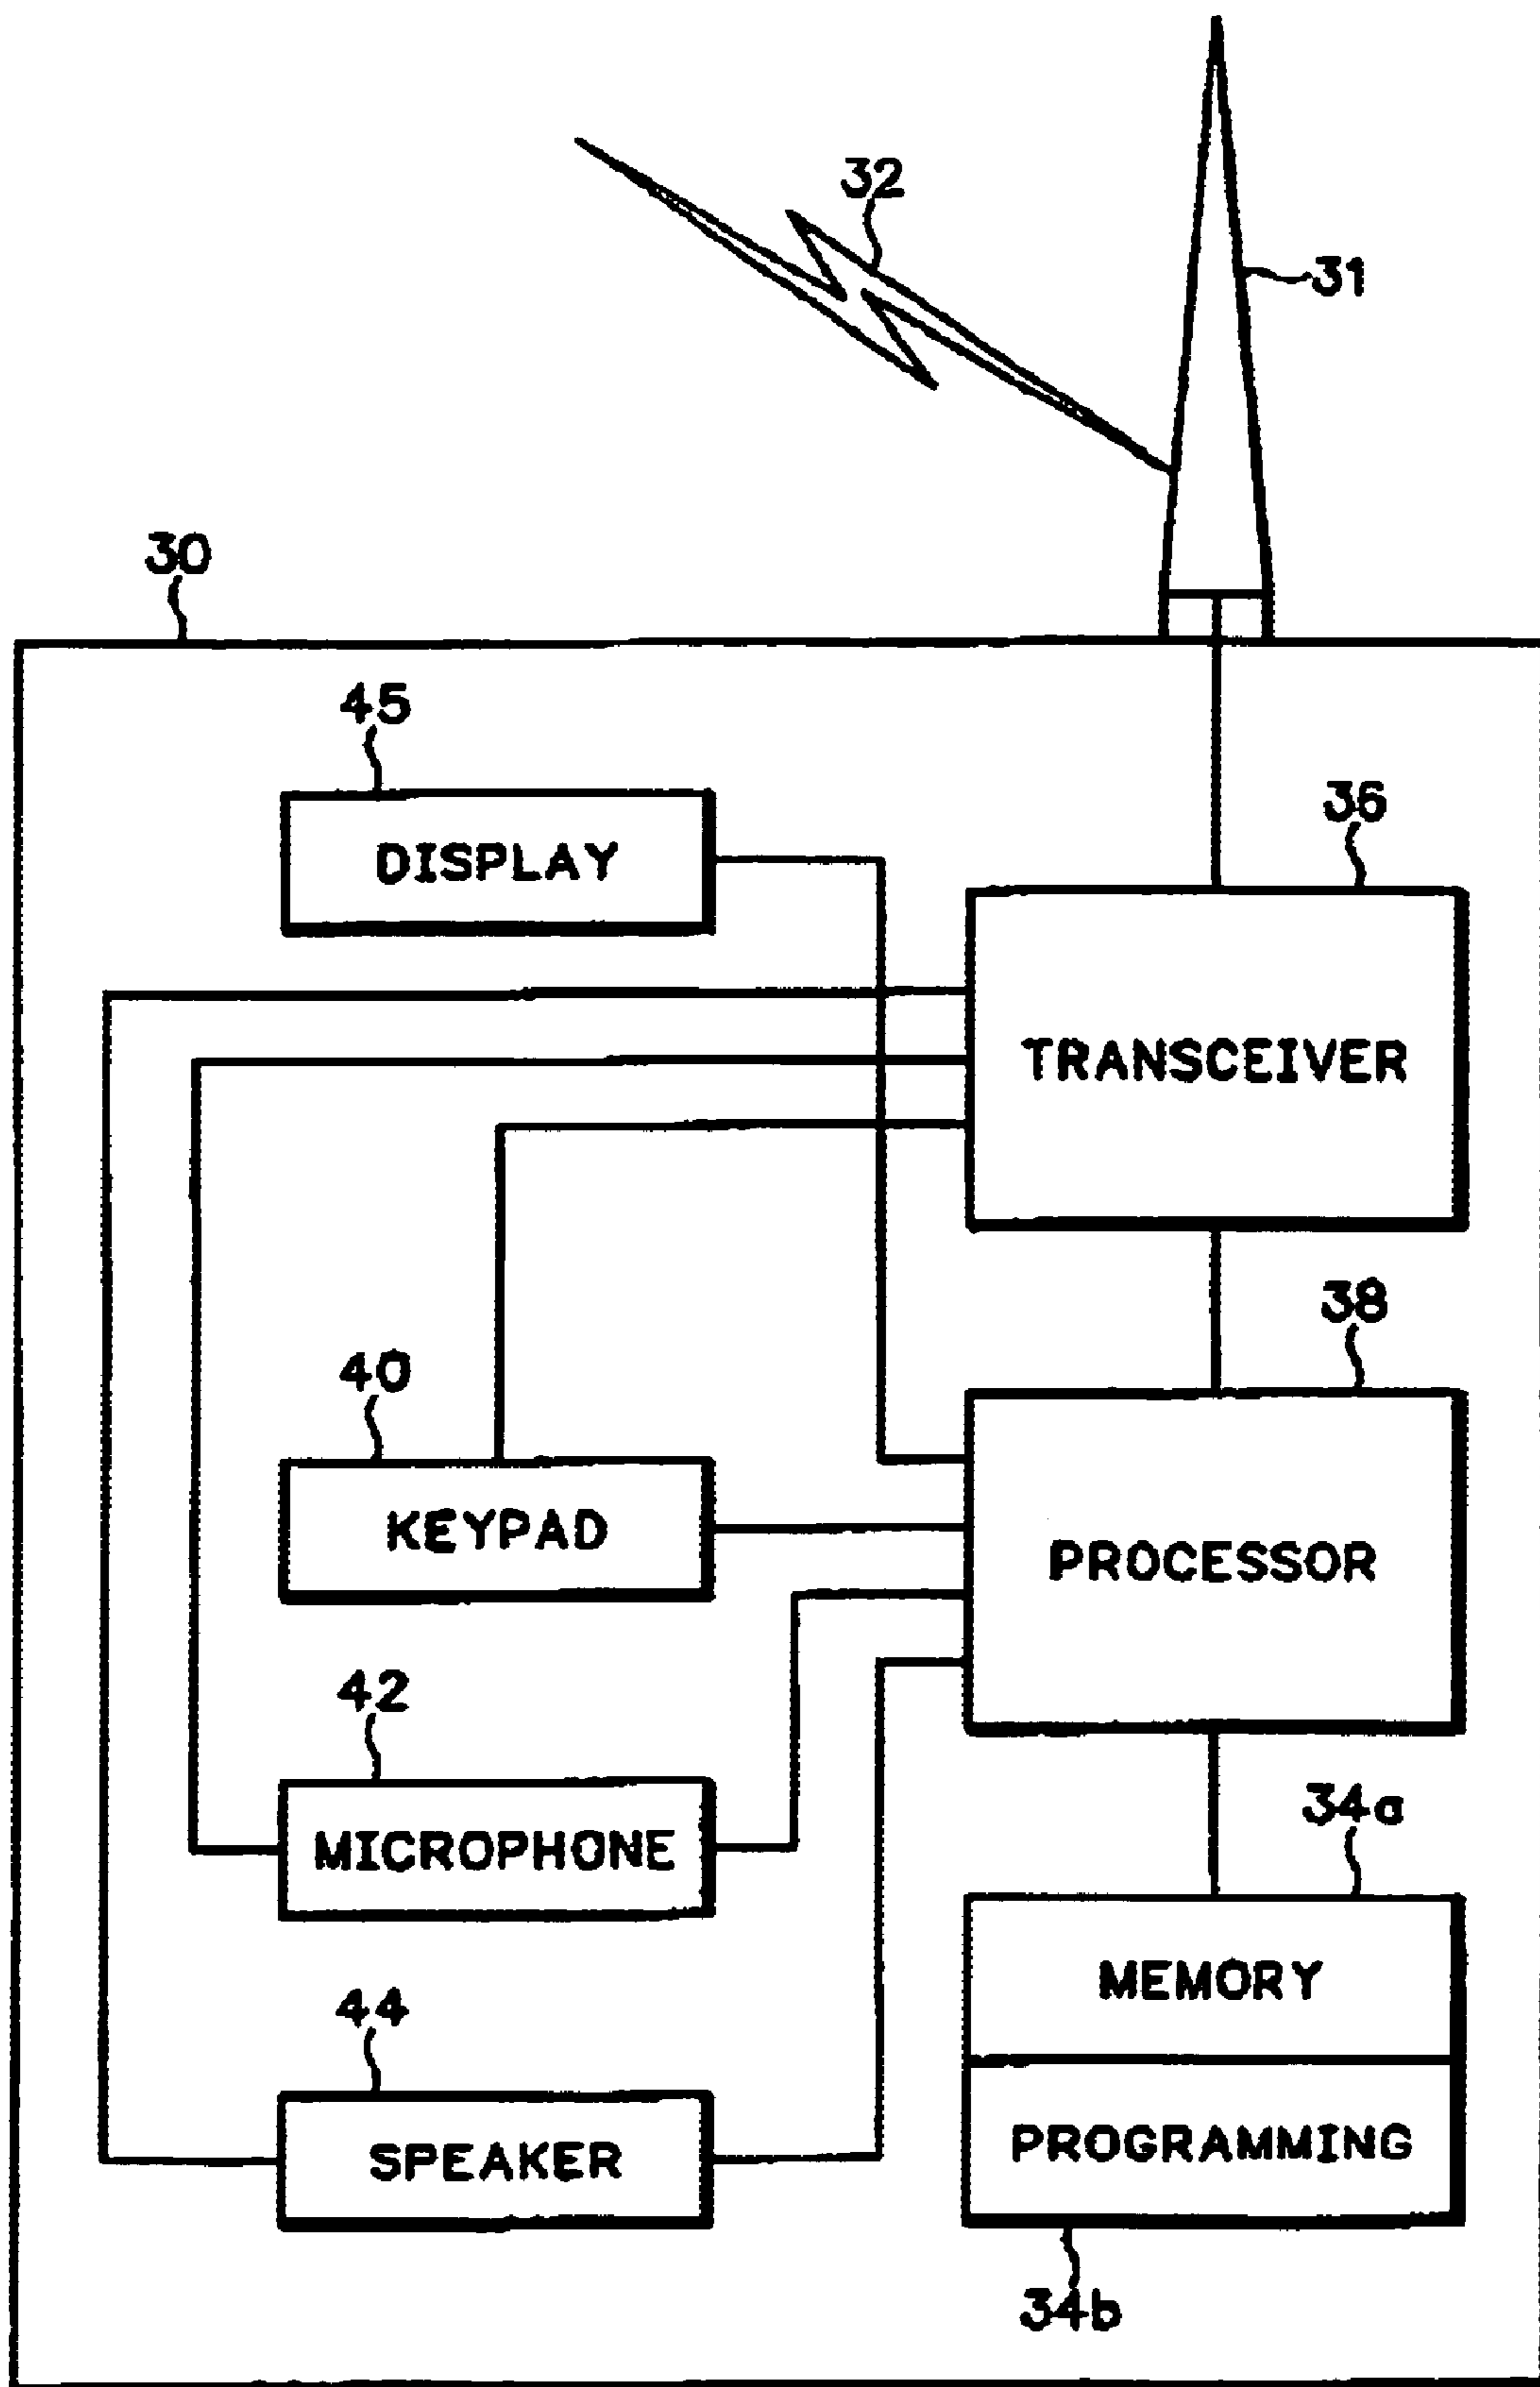 32
31
30
45
DISPLAY
36
TRANSCEIVER
38
40
KEYPAD
PROCESSOR
42
MICROPHONE
34a
MEMORY
44
SPEAKER
PROGRAMMING
34b